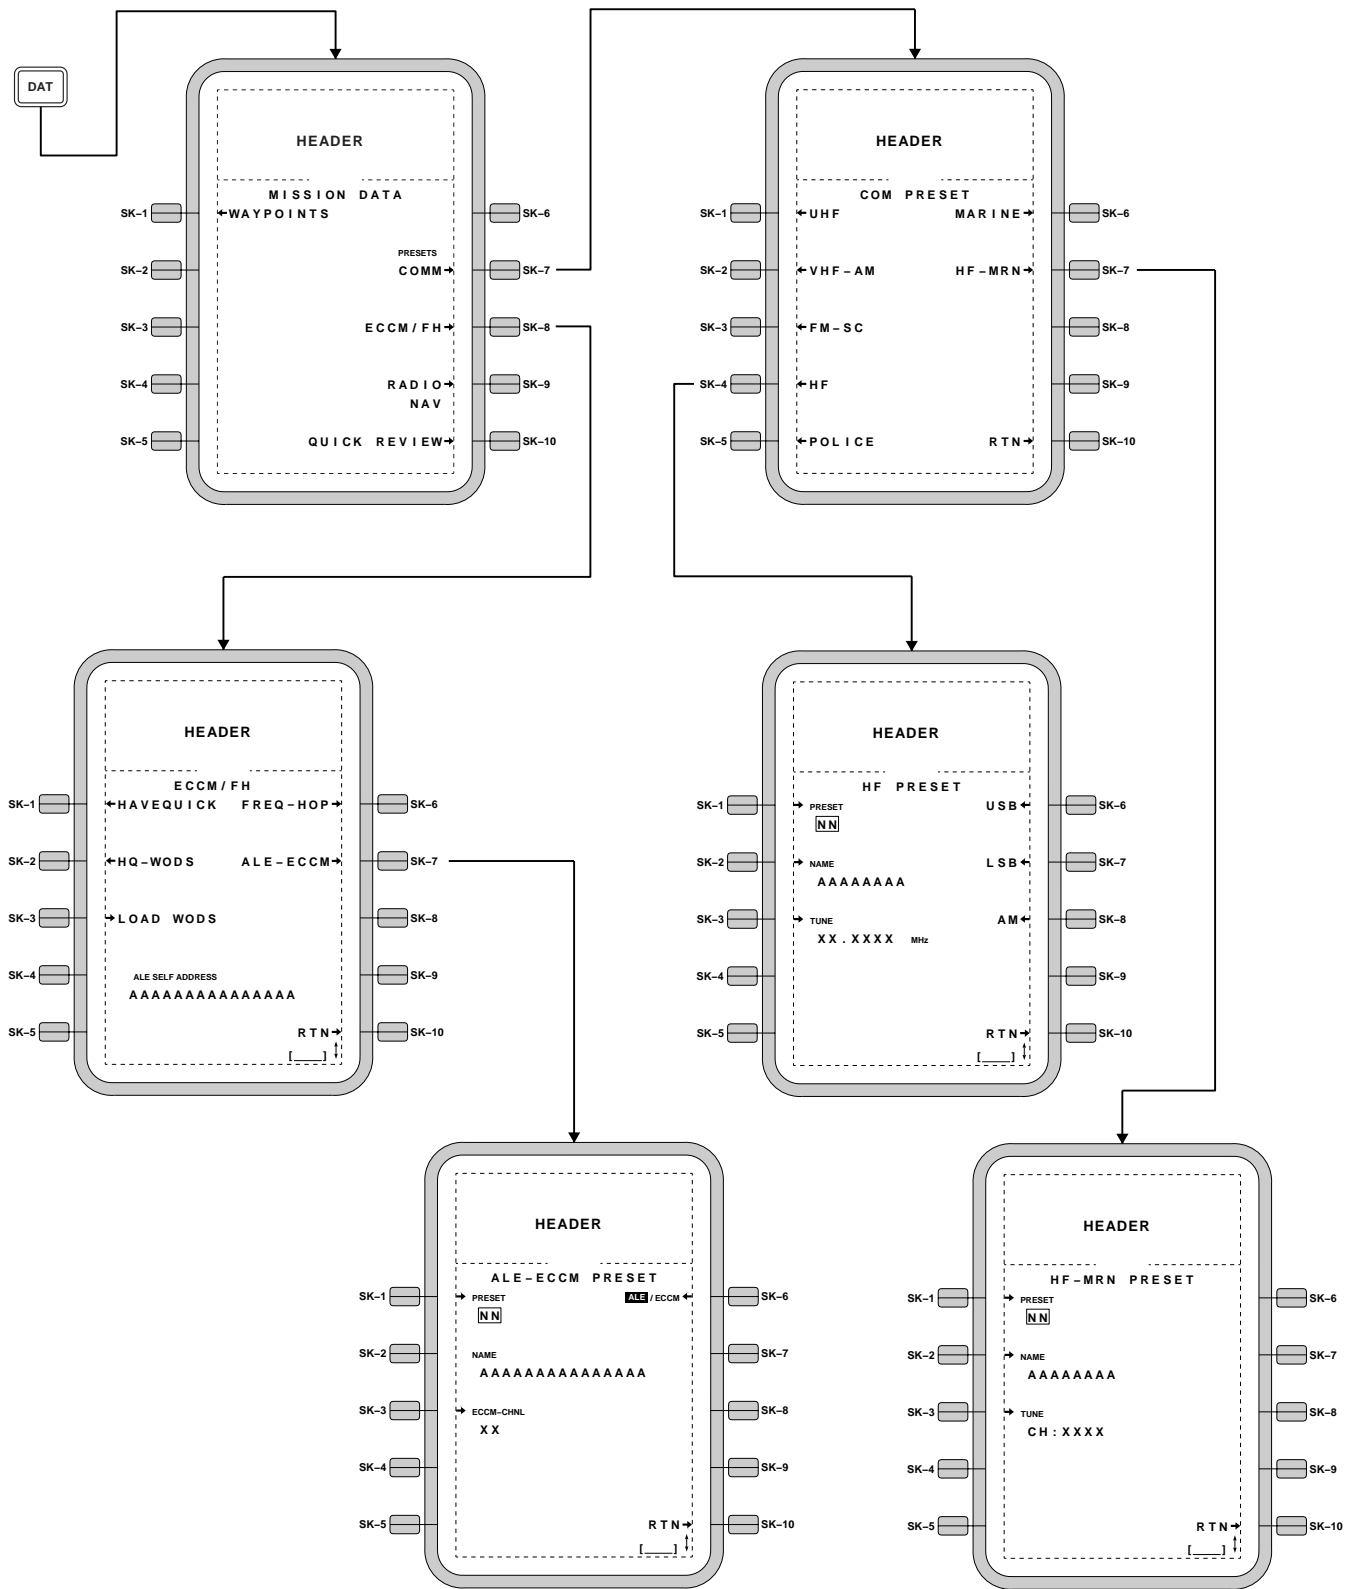 DAT
HEADER
MISSION DATA
SK–1 ←WAYPOINTS SK–6
PRESETS
SK–2 COMM→ SK–7
SK–3 ECCM/FH→ SK–8
SK–4 RADIO→ SK–9
NAV
SK–5 QUICK REVIEW→ SK–10
HEADER
COM PRESET
SK–1 ←UHF MARINE→ SK–6
SK–2 ←VHF–AM HF–MRN→ SK–7
SK–3 ←FM–SC SK–8
SK–4 ←HF SK–9
SK–5 ←POLICE RTN→ SK–10
HEADER
ECCM/FH
SK–1 ←HAVEQUICK FREQ–HOP→ SK–6
SK–2 ←HQ–WODS ALE–ECCM→ SK–7
SK–3 →LOAD WODS SK–8
SK–4 ALE SELF ADDRESS SK–9
AAAAAAAAAAAAAAA
SK–5 RTN→ SK–10
[____] ↕
HEADER
HF PRESET
SK–1 → PRESET USB← SK–6
NN
SK–2 → NAME LSB← SK–7
AAAAAAAA
SK–3 → TUNE AM← SK–8
XX.XXXX MHz
SK–4 SK–9
SK–5 RTN→ SK–10
[____] ↕
HEADER
ALE–ECCM PRESET
SK–1 → PRESET ALE / ECCM ← SK–6
NN
SK–2 NAME SK–7
AAAAAAAAAAAAAAA
SK–3 → ECCM–CHNL SK–8
XX
SK–4 SK–9
SK–5 RTN→ SK–10
[____] ↕
HEADER
HF–MRN PRESET
SK–1 → PRESET SK–6
NN
SK–2 → NAME SK–7
AAAAAAAA
SK–3 → TUNE SK–8
CH:XXXX
SK–4 SK–9
SK–5 RTN→ SK–10
[____] ↕